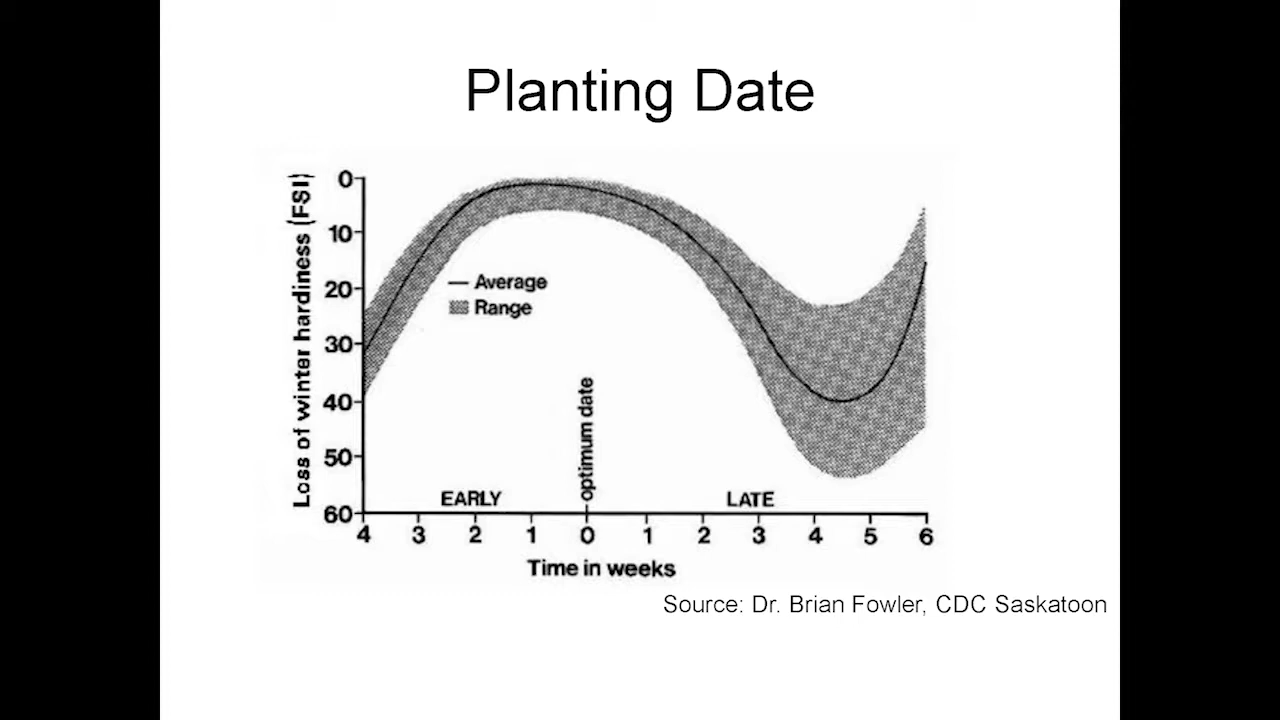 Planting Date
Loss of winter hardiness (FSI)
0
10
20
30
40
50
60
Average
Range
optimum date
EARLY
LATE
4 3 2 1 0 1 2 3 4 5 6
Time in weeks
Source: Dr. Brian Fowler, CDC Saskatoon